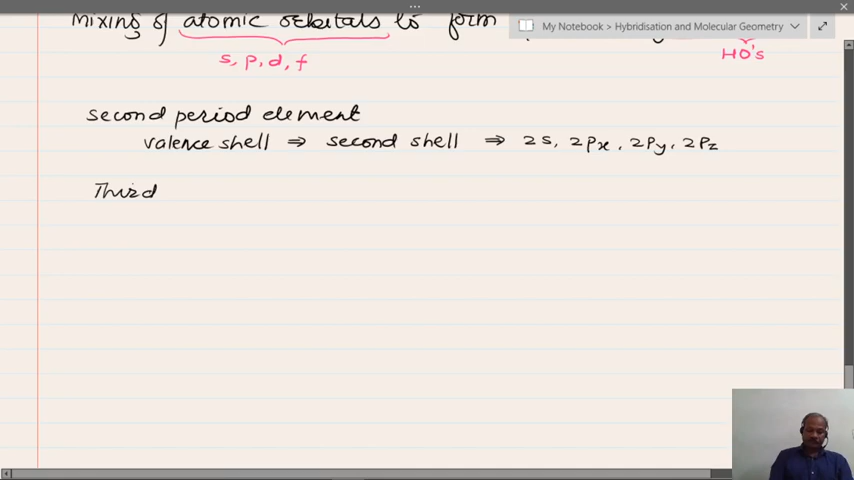 My Notebook > Hybridisation and Molecular Geometry
mixing of atomic orbitals to form
s, p, d, f
HO's
second period element
valence shell ⇒ second shell ⇒ 2s, 2px, 2py, 2pz
Third